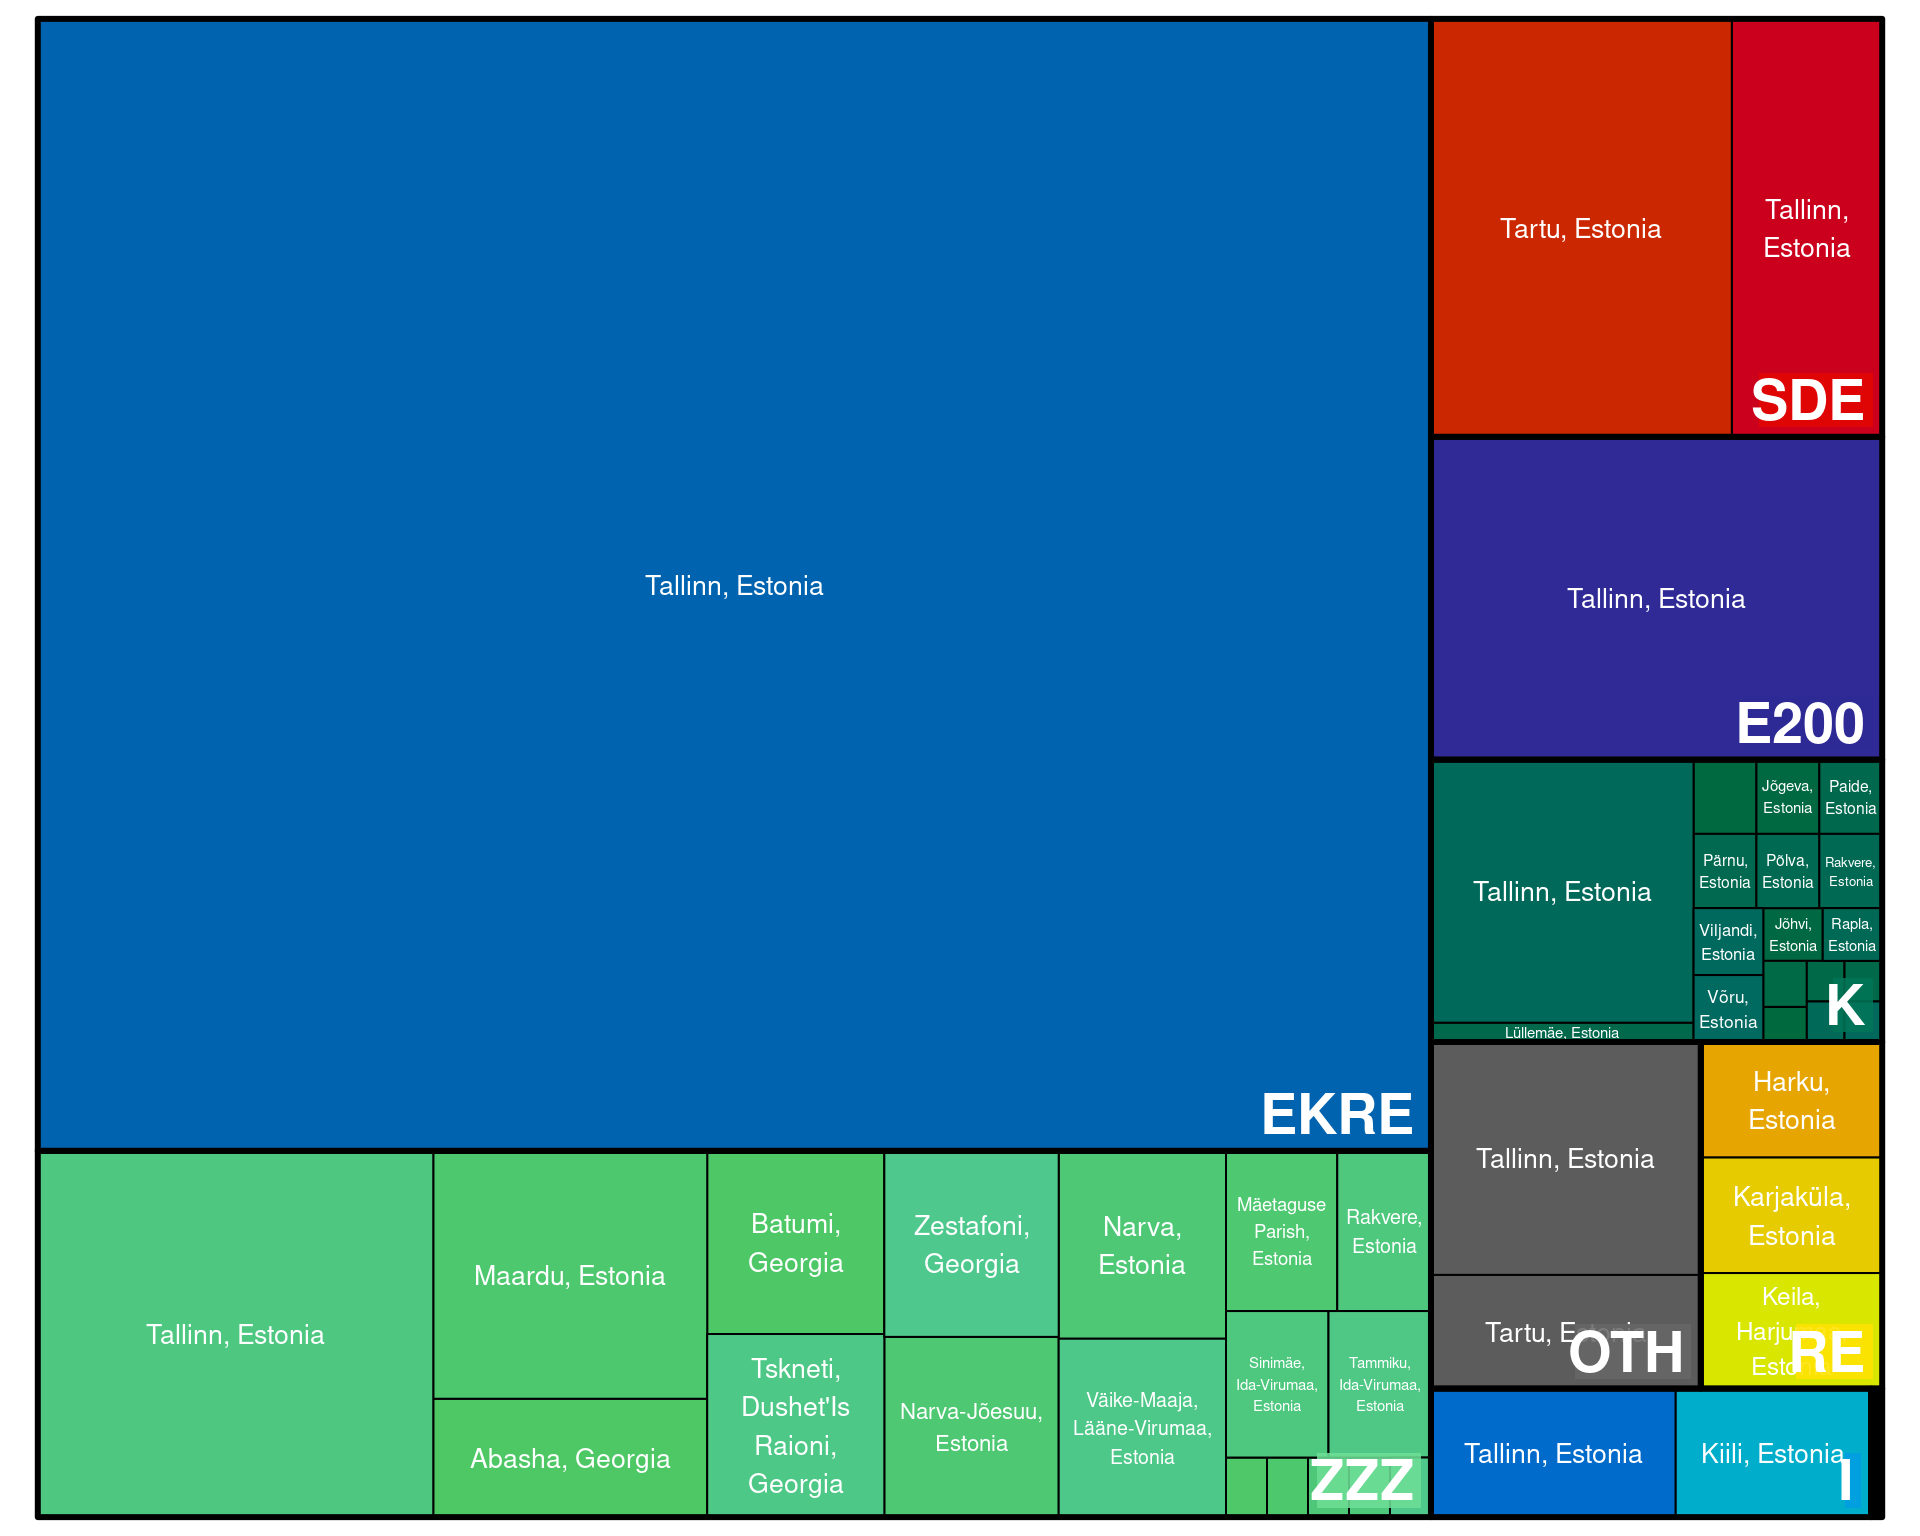 Tallinn, Estonia
EKRE
Tartu, Estonia
Tallinn,
Estonia
SDE
Tallinn, Estonia
E200
Tallinn, Estonia
Jõgeva,
Estonia
Paide,
Estonia
Pärnu,
Estonia
Põlva,
Estonia
Rakvere,
Estonia
Viljandi,
Estonia
Jõhvi,
Estonia
Rapla,
Estonia
Võru,
Estonia
Lüllemäe, Estonia
K
Tallinn, Estonia
Tartu, Estonia
OTH
Harku,
Estonia
Karjaküla,
Estonia
Keila,
RE
Tallinn, Estonia
Kiili, Estonia
I
Tallinn, Estonia
Maardu, Estonia
Abasha, Georgia
Batumi,
Georgia
Tskneti,
Dushet'Is
Raioni,
Georgia
Zestafoni,
Georgia
Narva-Jõesuu,
Estonia
Narva,
Estonia
Väike-Maaja,
Lääne-Virumaa,
Estonia
Mäetaguse
Parish,
Estonia
Rakvere,
Estonia
Sinimäe,
Ida-Virumaa,
Estonia
Tammiku,
Ida-Virumaa,
Estonia
ZZZ